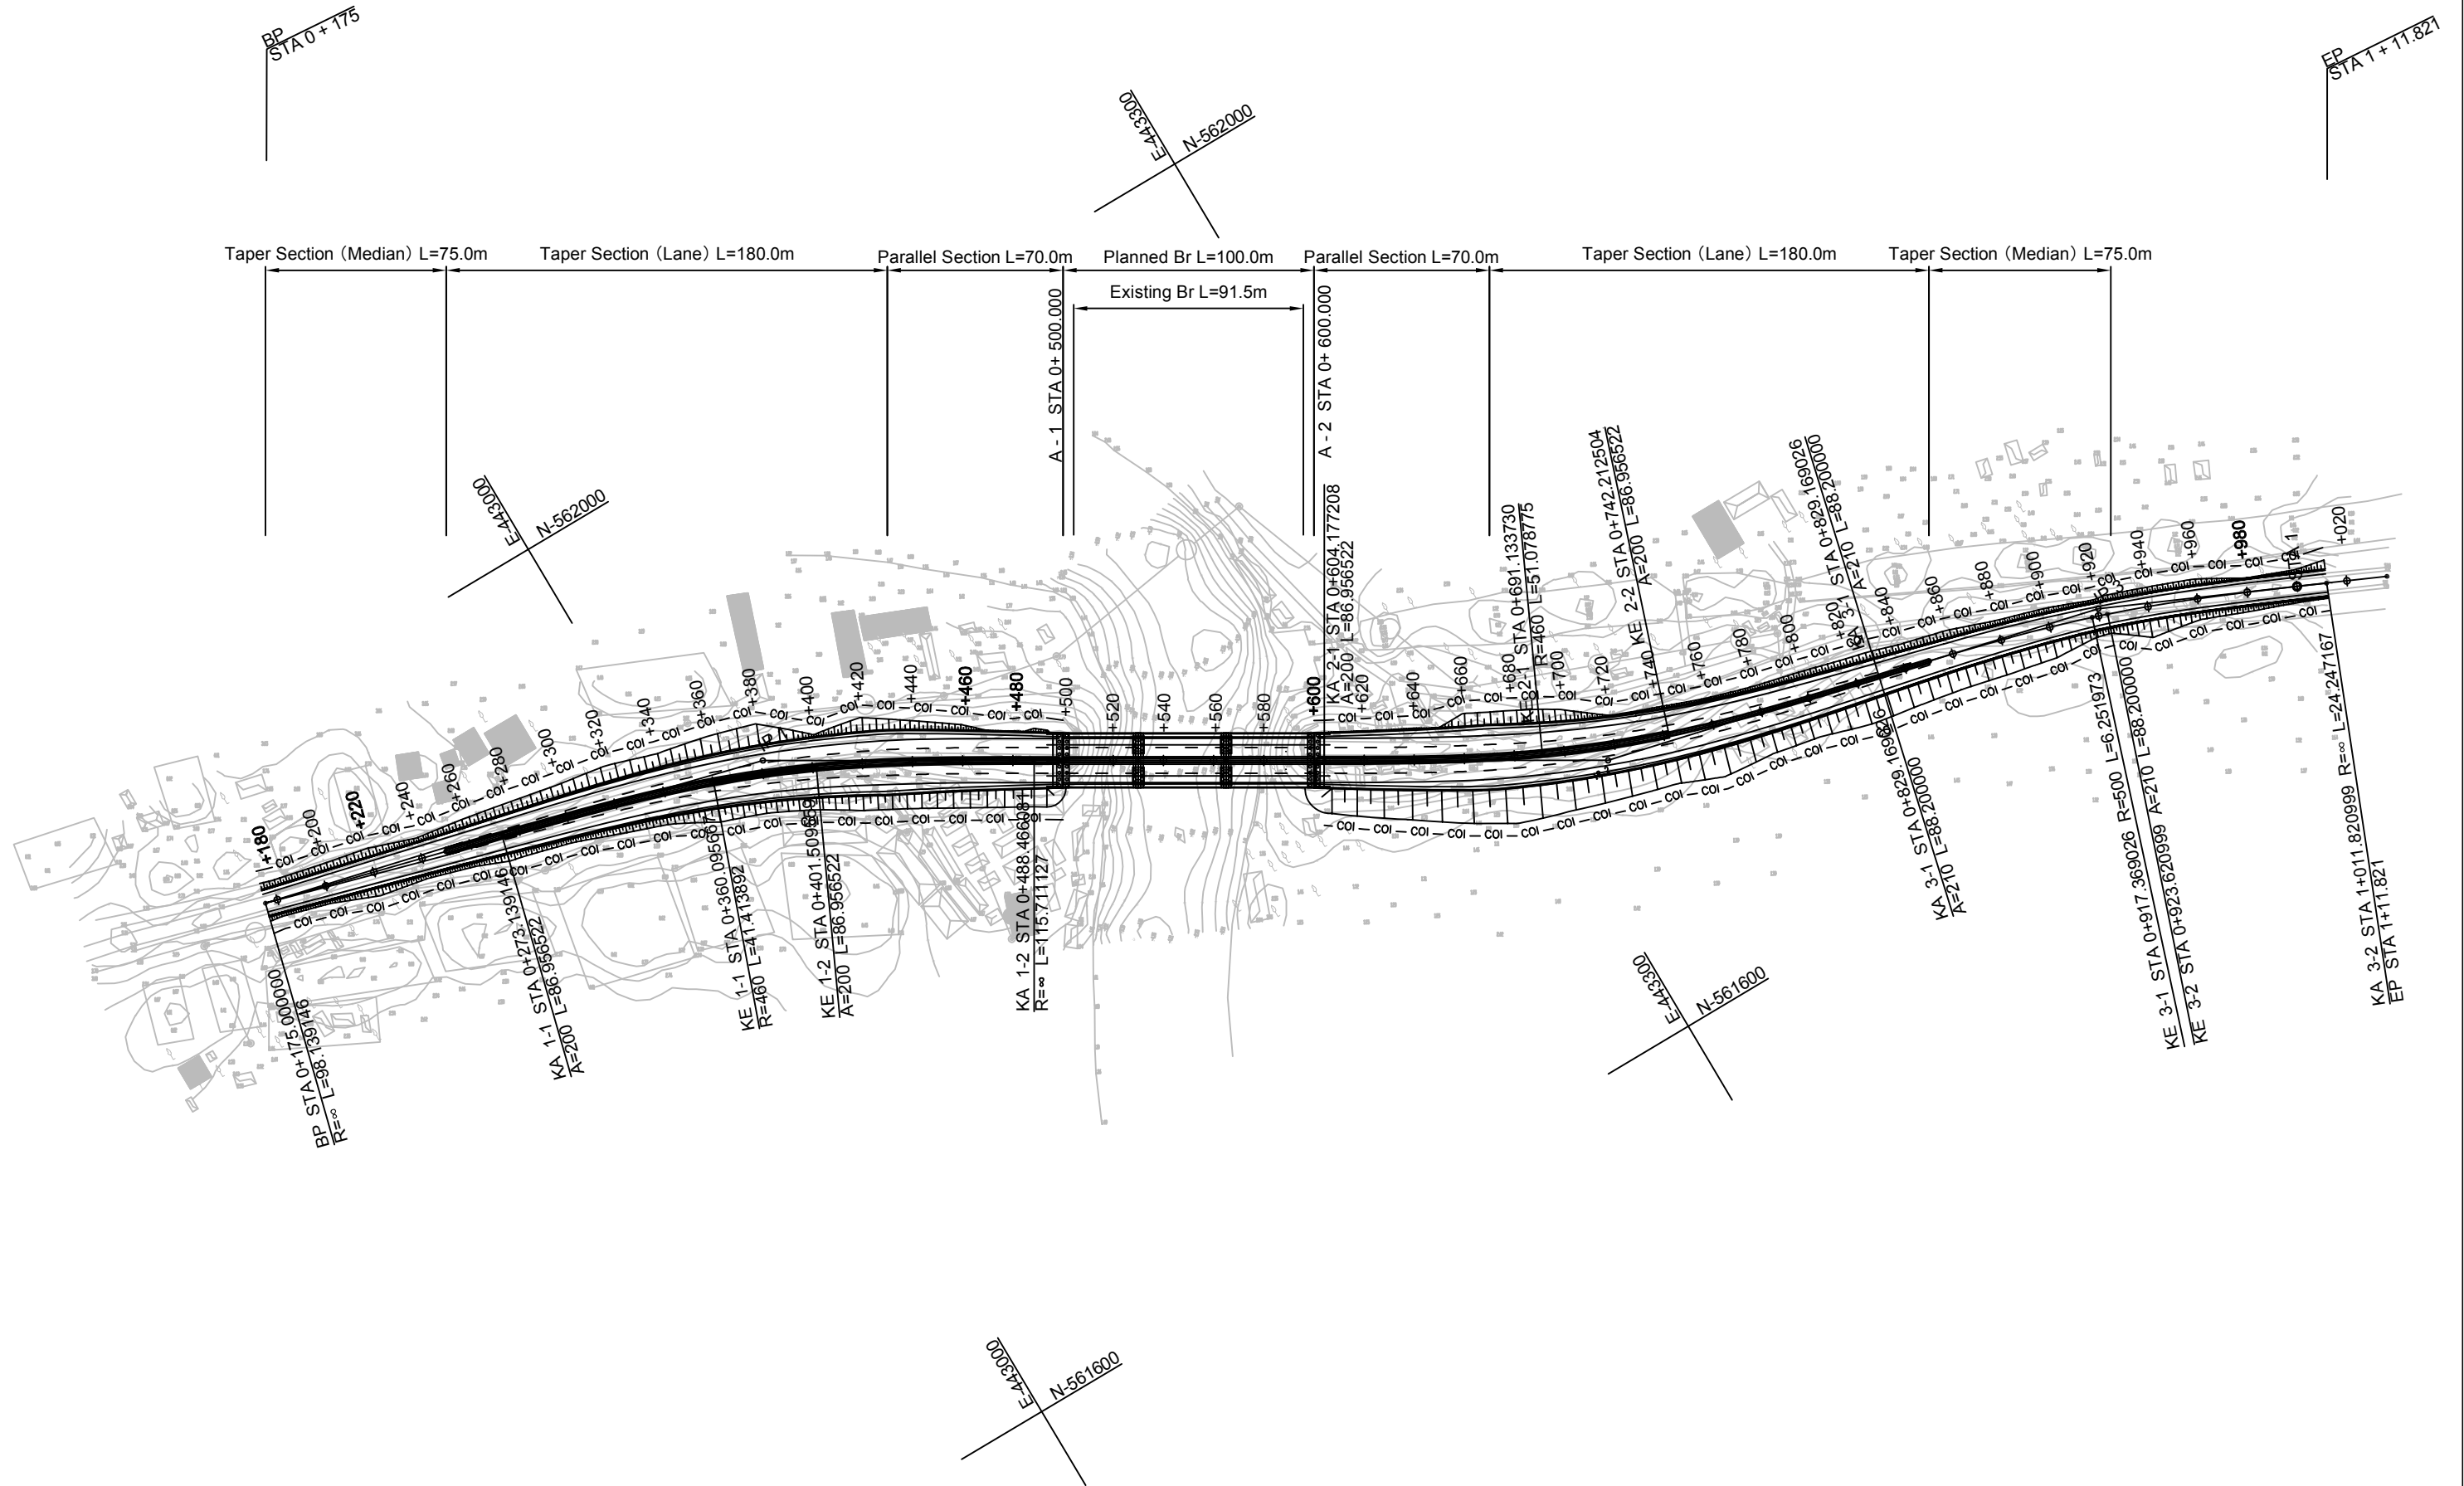 BP
STA 0 + 175
EP
STA 1 + 11.821
E-443300
N-562000
Taper Section (Median) L=75.0m
Taper Section (Lane) L=180.0m
Parallel Section L=70.0m
Planned Br L=100.0m
Parallel Section L=70.0m
Taper Section (Lane) L=180.0m
Taper Section (Median) L=75.0m
Existing Br L=91.5m
A - 1 STA 0+ 500.000
A - 2 STA 0+ 600.000
E-443000
N-562000
KA 2-1 STA 0+604.177208
A=200 L=86.956522
KE 2-1 STA 0+691.133730
R=460 L=51.078775
KE 2-2 STA 0+742.212504
A=200 L=86.956522
KA 3-1 STA 0+829.169026
A=210 L=88.200000
+180
+200
+220
+240
+260
+280
+300
+320
+340
+360
+380
+400
+420
+440
+460
+480
+500
+520
+540
+560
+580
+600
+620
+640
+660
+680
+700
+720
+740
+760
+780
+800
+820
+840
+860
+880
+900
+920
+940
+960
+980
STA 1
+020
COI
BP STA 0+175.000000
R=∞ L=98.139146
KA 1-1 STA 0+273.139146
A=200 L=86.956522
KE 1-1 STA 0+360.095667
R=460 L=41.413892
KE 1-2 STA 0+401.509559
A=200 L=86.956522
KA 1-2 STA 0+488.466081
R=∞ L=115.711127
KA 3-1 STA 0+829.169026
A=210 L=88.200000
KE 3-1 STA 0+917.369026 R=500 L=6.251973
KE 3-2 STA 0+923.620999 A=210 L=88.200000
KA 3-2 STA 1+011.820999 R=∞ L=24.247167
EP STA 1+11.821
E-443300
N-561600
E-443000
N-561600